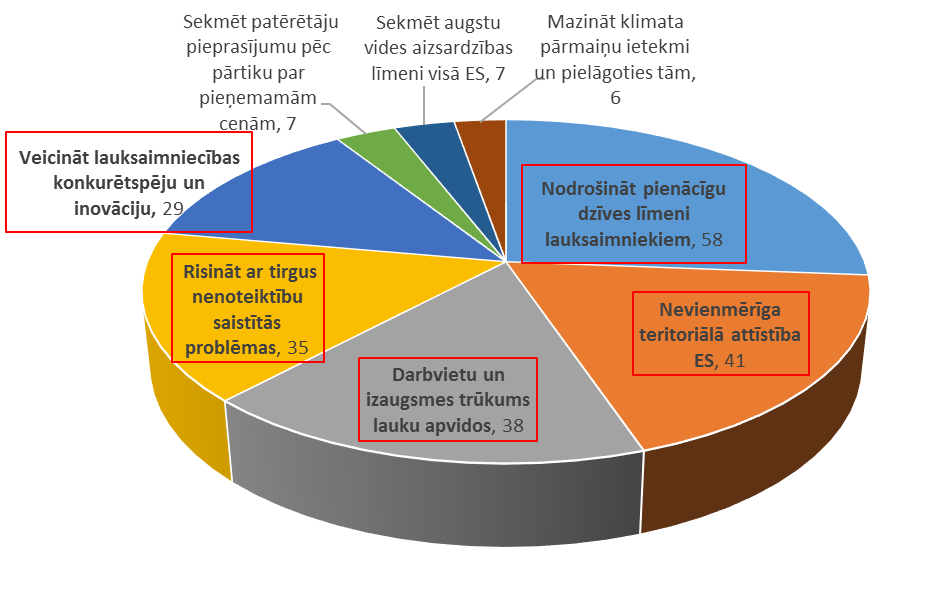 Sekmēt patērētāju
pieprasījumu pēc
pārtiku par
pieņemamām
cenām, 7
Sekmēt augstu
vides aizsardzības
līmeni visā ES, 7
Mazināt klimata
pārmaiņu ietekmi
un pielāgoties tām,
6
Veicināt lauksaimniecības
konkurētspēju un
inovāciju, 29
Nodrošināt pienācīgu
dzīves līmeni
lauksaimniekiem, 58
Risināt ar tirgus
nenoteiktību
saistītās
problēmas, 35
Nevienmērīga
teritoriālā attīstība
ES, 41
Darbvietu un
izaugsmes trūkums
lauku apvidos, 38